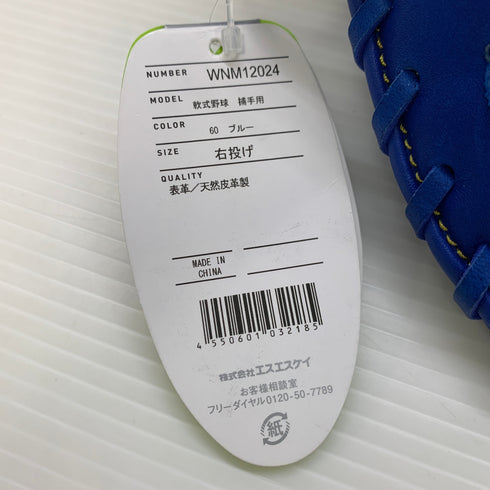 NUMBER WNM12024
MODEL 軟式野球 捕手用
COLOR 60 ブルー
SIZE 右投げ
QUALITY
表革／天然皮革製
MADE IN
CHINA
4 550601 032185
株式会社エスエスケイ
お客様相談室
フリーダイヤル0120-50-7789
紙